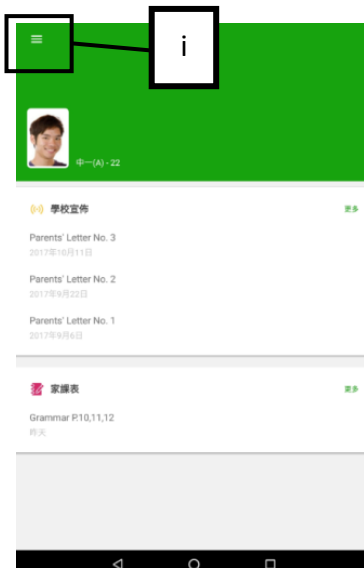 i
中一(A) - 22
學校宣佈
更多
Parents' Letter No. 3
2017年10月11日
Parents' Letter No. 2
2017年9月22日
Parents' Letter No. 1
2017年9月6日
家課表
更多
Grammar P.10,11,12
昨天